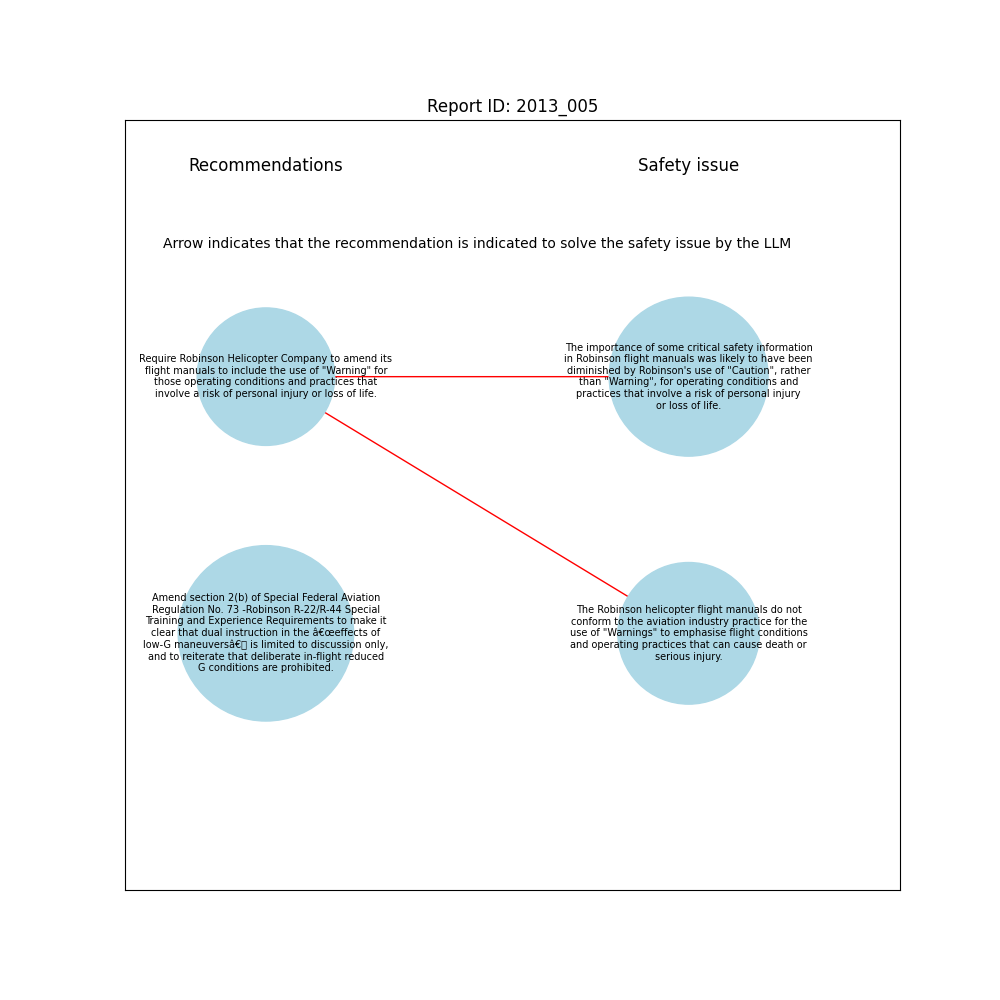 Report ID: 2013_005
Recommendations
Safety issue
Arrow indicates that the recommendation is indicated to solve the safety issue by the LLM
Require Robinson Helicopter Company to amend its
flight manuals to include the use of "Warning" for
those operating conditions and practices that
involve a risk of personal injury or loss of life.
The importance of some critical safety information
in Robinson flight manuals was likely to have been
diminished by Robinson's use of "Caution", rather
than "Warning", for operating conditions and
practices that involve a risk of personal injury
or loss of life.
Amend section 2(b) of Special Federal Aviation
Regulation No. 73 -Robinson R-22/R-44 Special
Training and Experience Requirements to make it
clear that dual instruction in the â€œeffects of
low-G maneuversâ€▯ is limited to discussion only,
and to reiterate that deliberate in-flight reduced
G conditions are prohibited.
The Robinson helicopter flight manuals do not
conform to the aviation industry practice for the
use of "Warnings" to emphasise flight conditions
and operating practices that can cause death or
serious injury.